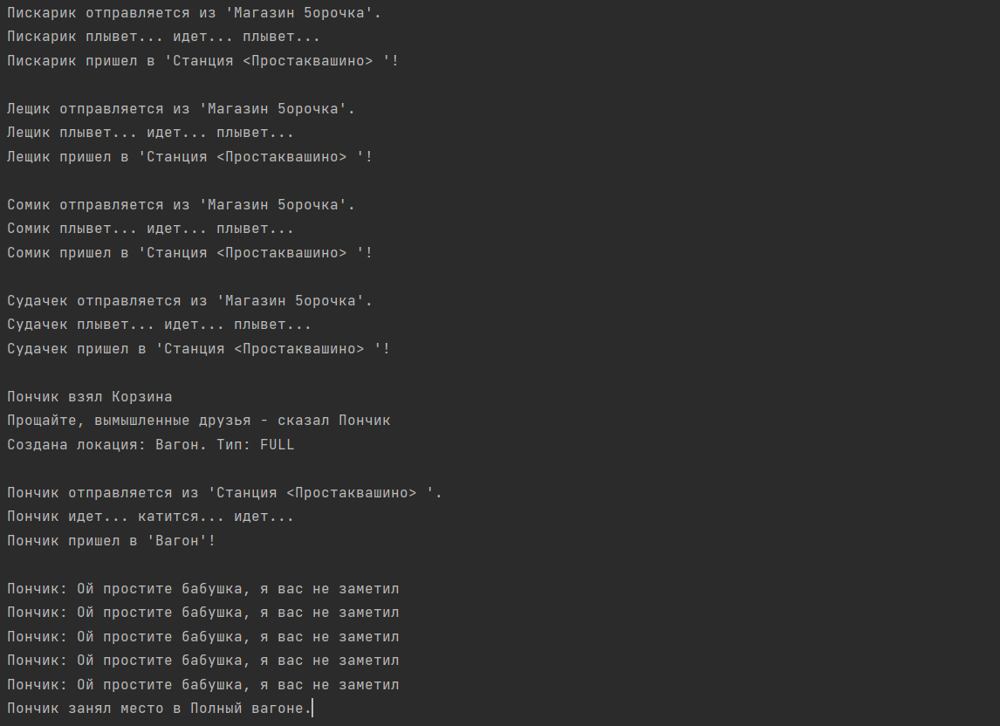 Пискарик отправляется из 'Магазин 5орочка'.
Пискарик плывет... идет... плывет...
Пискарик пришел в 'Станция <Простаквашино> '!
Лещик отправляется из 'Магазин 5орочка'.
Лещик плывет... идет... плывет...
Лещик пришел в 'Станция <Простаквашино> '!
Сомик отправляется из 'Магазин 5орочка'.
Сомик плывет... идет... плывет...
Сомик пришел в 'Станция <Простаквашино> '!
Судачек отправляется из 'Магазин 5орочка'.
Судачек плывет... идет... плывет...
Судачек пришел в 'Станция <Простаквашино> '!
Пончик взял Корзина
Прощайте, вымышленные друзья - сказал Пончик
Создана локация: Вагон. Тип: FULL
Пончик отправляется из 'Станция <Простаквашино> '.
Пончик идет... катится... идет...
Пончик пришел в 'Вагон'!
Пончик: Ой простите бабушка, я вас не заметил
Пончик: Ой простите бабушка, я вас не заметил
Пончик: Ой простите бабушка, я вас не заметил
Пончик: Ой простите бабушка, я вас не заметил
Пончик: Ой простите бабушка, я вас не заметил
Пончик занял место в Полный вагоне.